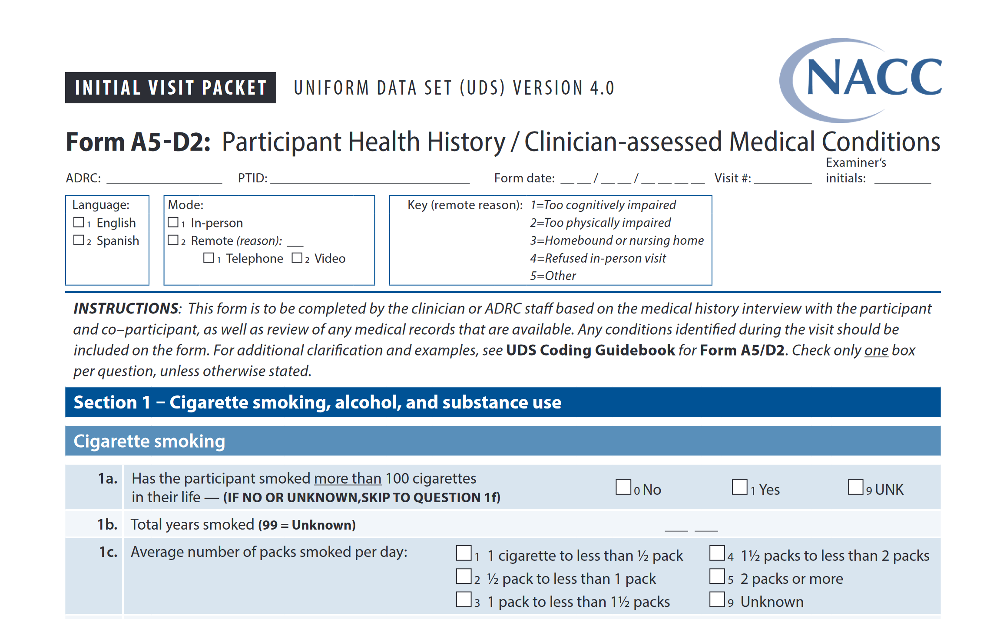 INITIAL VISIT PACKET UNIFORM DATA SET (UDS) VERSION 4.0
NACC
Form A5-D2: Participant Health History / Clinician-assessed Medical Conditions
ADRC: ____ PTID: ____ Form date: __ __ / __ __ / __ __ __ __ Visit #: ____ Examiner‘s
initials: ____
Language:
1 English
2 Spanish
Mode:
1 In-person
2 Remote (reason): __
1 Telephone 2 Video
Key (remote reason): 1=Too cognitively impaired
2=Too physically impaired
3=Homebound or nursing home
4=Refused in-person visit
5=Other
INSTRUCTIONS: This form is to be completed by the clinician or ADRC staff based on the medical history interview with the participant
and co–participant, as well as review of any medical records that are available. Any conditions identified during the visit should be
included on the form. For additional clarification and examples, see UDS Coding Guidebook for Form A5/D2. Check only one box
per question, unless otherwise stated.
Section 1 – Cigarette smoking, alcohol, and substance use
Cigarette smoking
1a. Has the participant smoked more than 100 cigarettes
in their life — (IF NO OR UNKNOWN,SKIP TO QUESTION 1f)
0 No 1 Yes 9 UNK
1b. Total years smoked (99 = Unknown) __ __
1c. Average number of packs smoked per day:
1 1 cigarette to less than ½ pack
2 ½ pack to less than 1 pack
3 1 pack to less than 1½ packs
4 1½ packs to less than 2 packs
5 2 packs or more
9 Unknown